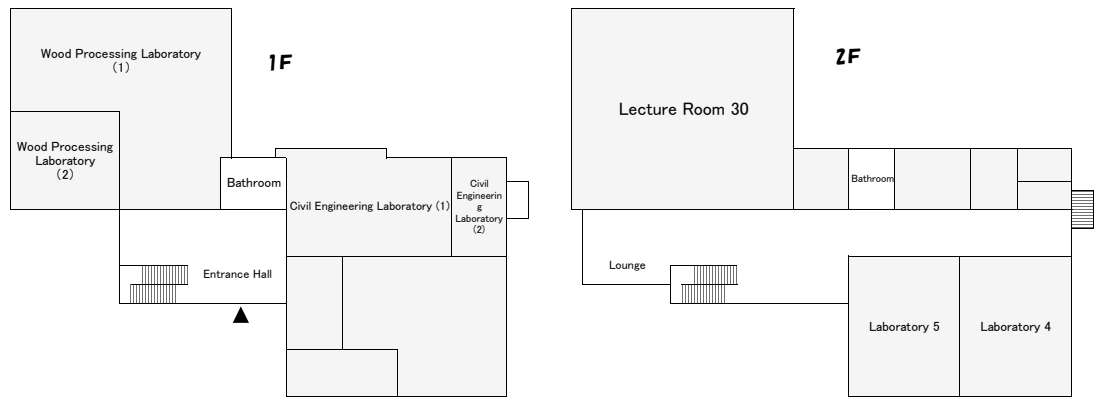 Wood Processing Laboratory
（1）
1F
Wood Processing
Laboratory
（2）
Bathroom
Civil Engineering Laboratory（1）
Civil
Engineerin
g
Laboratory
（2）
Entrance Hall
2F
Lecture Room 30
Bathroom
Lounge
Laboratory 5
Laboratory 4